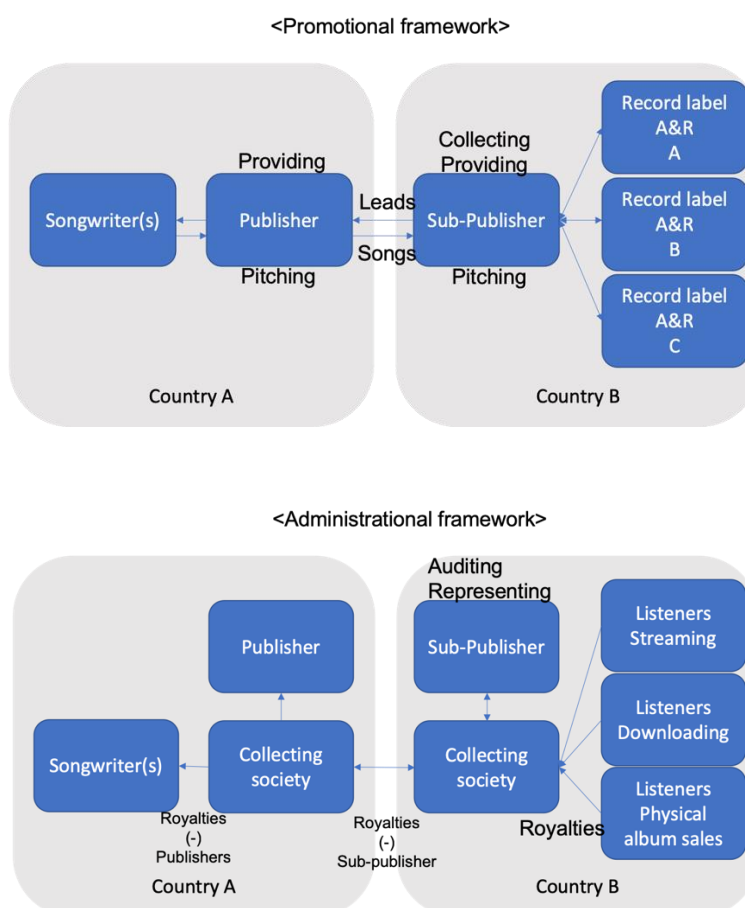 <Promotional framework>
Record label
A&R
A
Collecting
Providing
Providing
Songwriter(s)
Publisher
Leads
Songs
Sub-Publisher
Record label
A&R
B
Pitching
Pitching
Record label
A&R
C
Country A
Country B
<Administrational framework>
Auditing
Representing
Listeners
Streaming
Publisher
Sub-Publisher
Listeners
Downloading
Songwriter(s)
Collecting
society
Collecting
society
Listeners
Physical
album sales
Royalties
(-)
Publishers
Royalties
(-)
Sub-publisher
Royalties
Country A
Country B